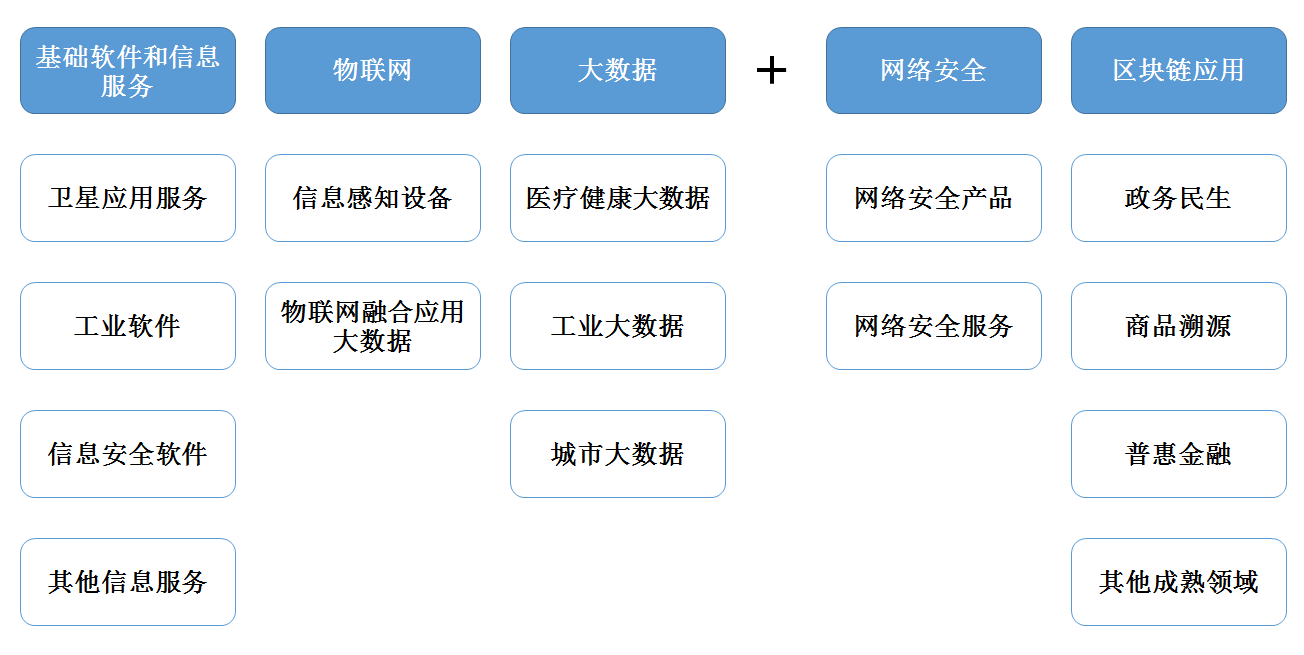 基础软件和信息
服务
物联网
大数据
+
网络安全
区块链应用
卫星应用服务
信息感知设备
医疗健康大数据
网络安全产品
政务民生
工业软件
物联网融合应用
大数据
工业大数据
网络安全服务
商品溯源
信息安全软件
城市大数据
普惠金融
其他信息服务
其他成熟领域